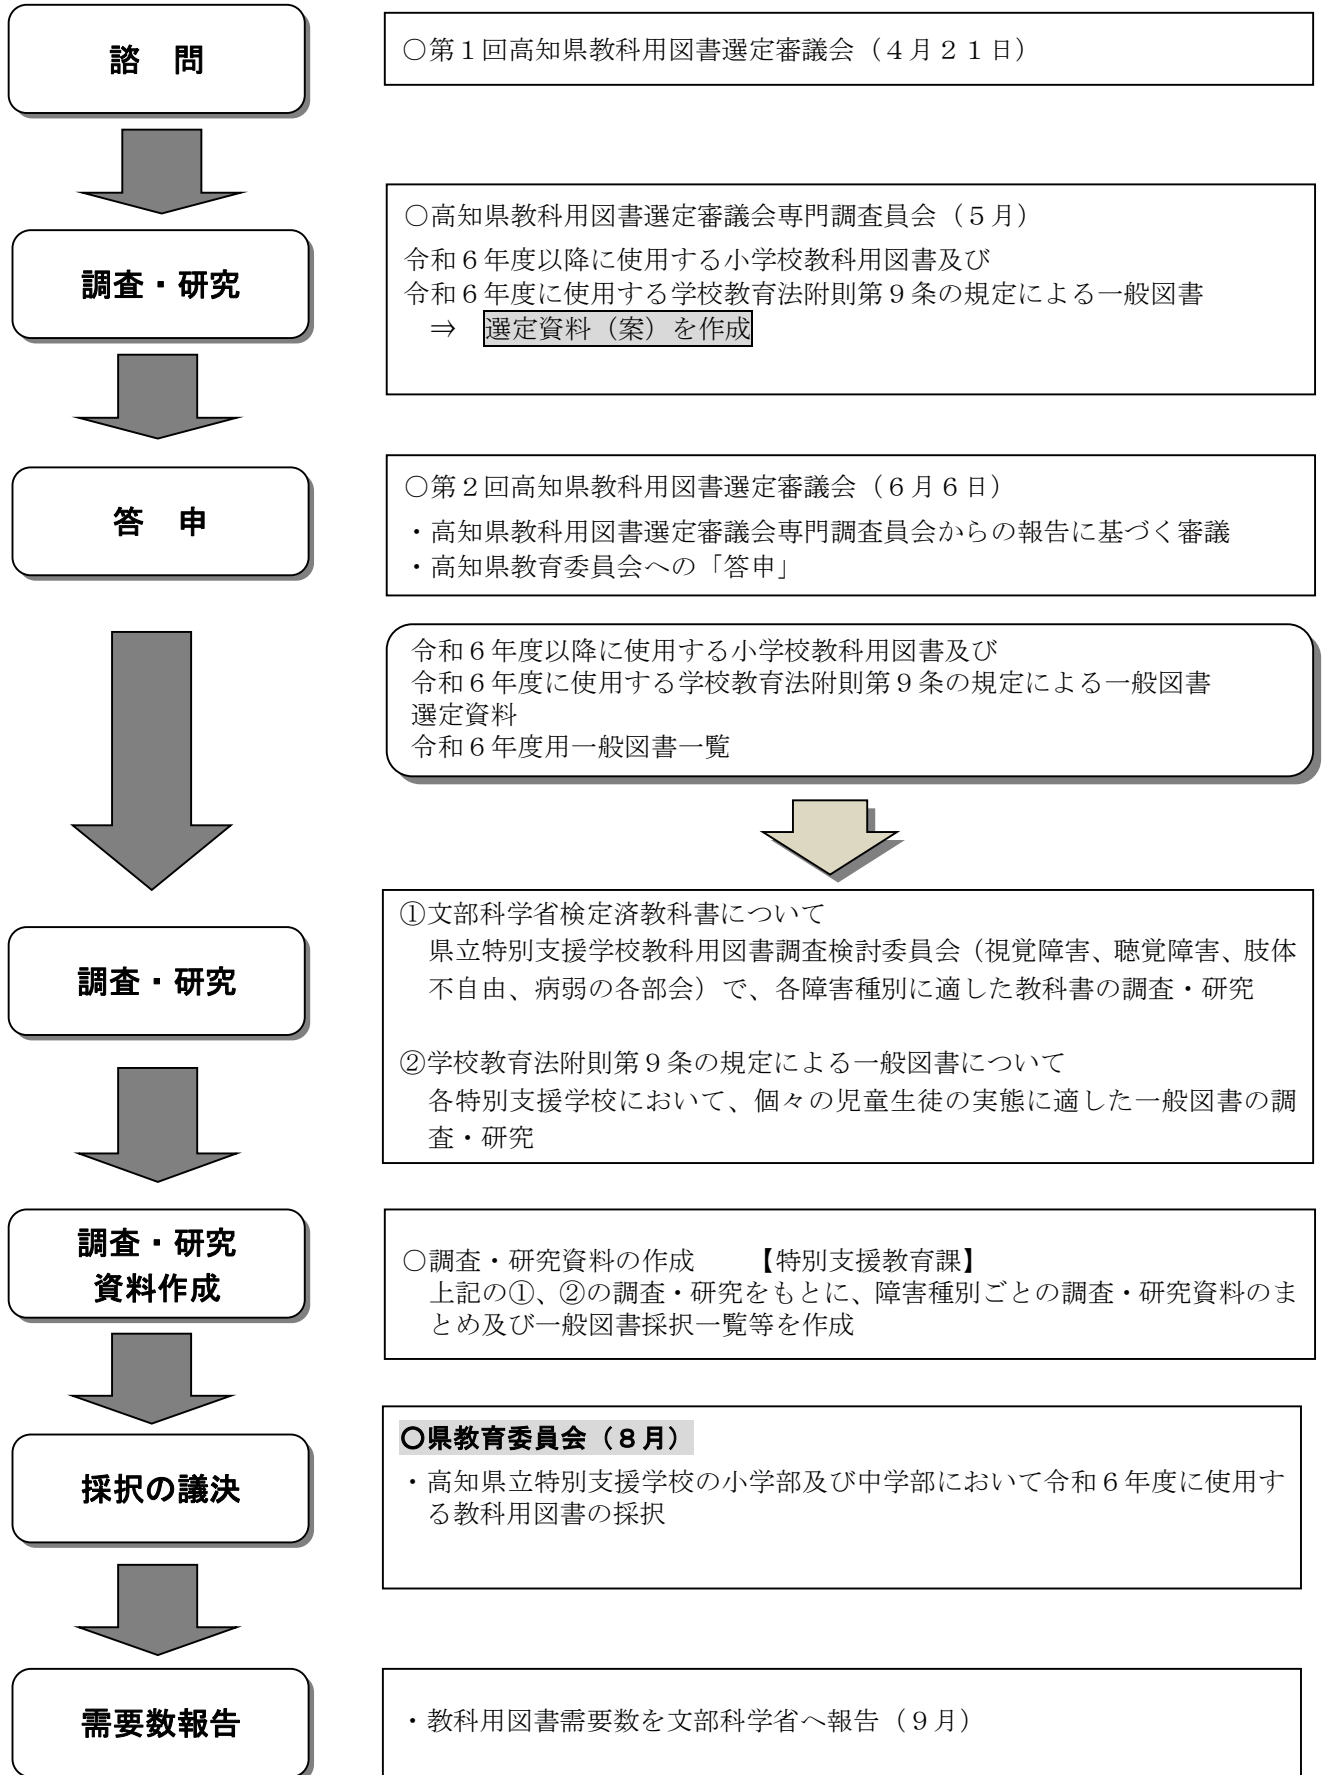 諮　問
○第１回高知県教科用図書選定審議会（４月２１日）
調査・研究
○高知県教科用図書選定審議会専門調査員会（５月）
令和６年度以降に使用する小学校教科用図書及び
令和６年度に使用する学校教育法附則第９条の規定による一般図書
⇒　選定資料（案）を作成
答　申
○第２回高知県教科用図書選定審議会（６月６日）
・高知県教科用図書選定審議会専門調査員会からの報告に基づく審議
・高知県教育委員会への「答申」
令和６年度以降に使用する小学校教科用図書及び
令和６年度に使用する学校教育法附則第９条の規定による一般図書
選定資料
令和６年度用一般図書一覧
調査・研究
①文部科学省検定済教科書について
県立特別支援学校教科用図書調査検討委員会（視覚障害、聴覚障害、肢体
不自由、病弱の各部会）で、各障害種別に適した教科書の調査・研究
②学校教育法附則第９条の規定による一般図書について
各特別支援学校において、個々の児童生徒の実態に適した一般図書の調
査・研究
調査・研究
資料作成
○調査・研究資料の作成　　【特別支援教育課】
上記の①、②の調査・研究をもとに、障害種別ごとの調査・研究資料のま
とめ及び一般図書採択一覧等を作成
採択の議決
○県教育委員会（８月）
・高知県立特別支援学校の小学部及び中学部において令和６年度に使用す
る教科用図書の採択
需要数報告
・教科用図書需要数を文部科学省へ報告（９月）